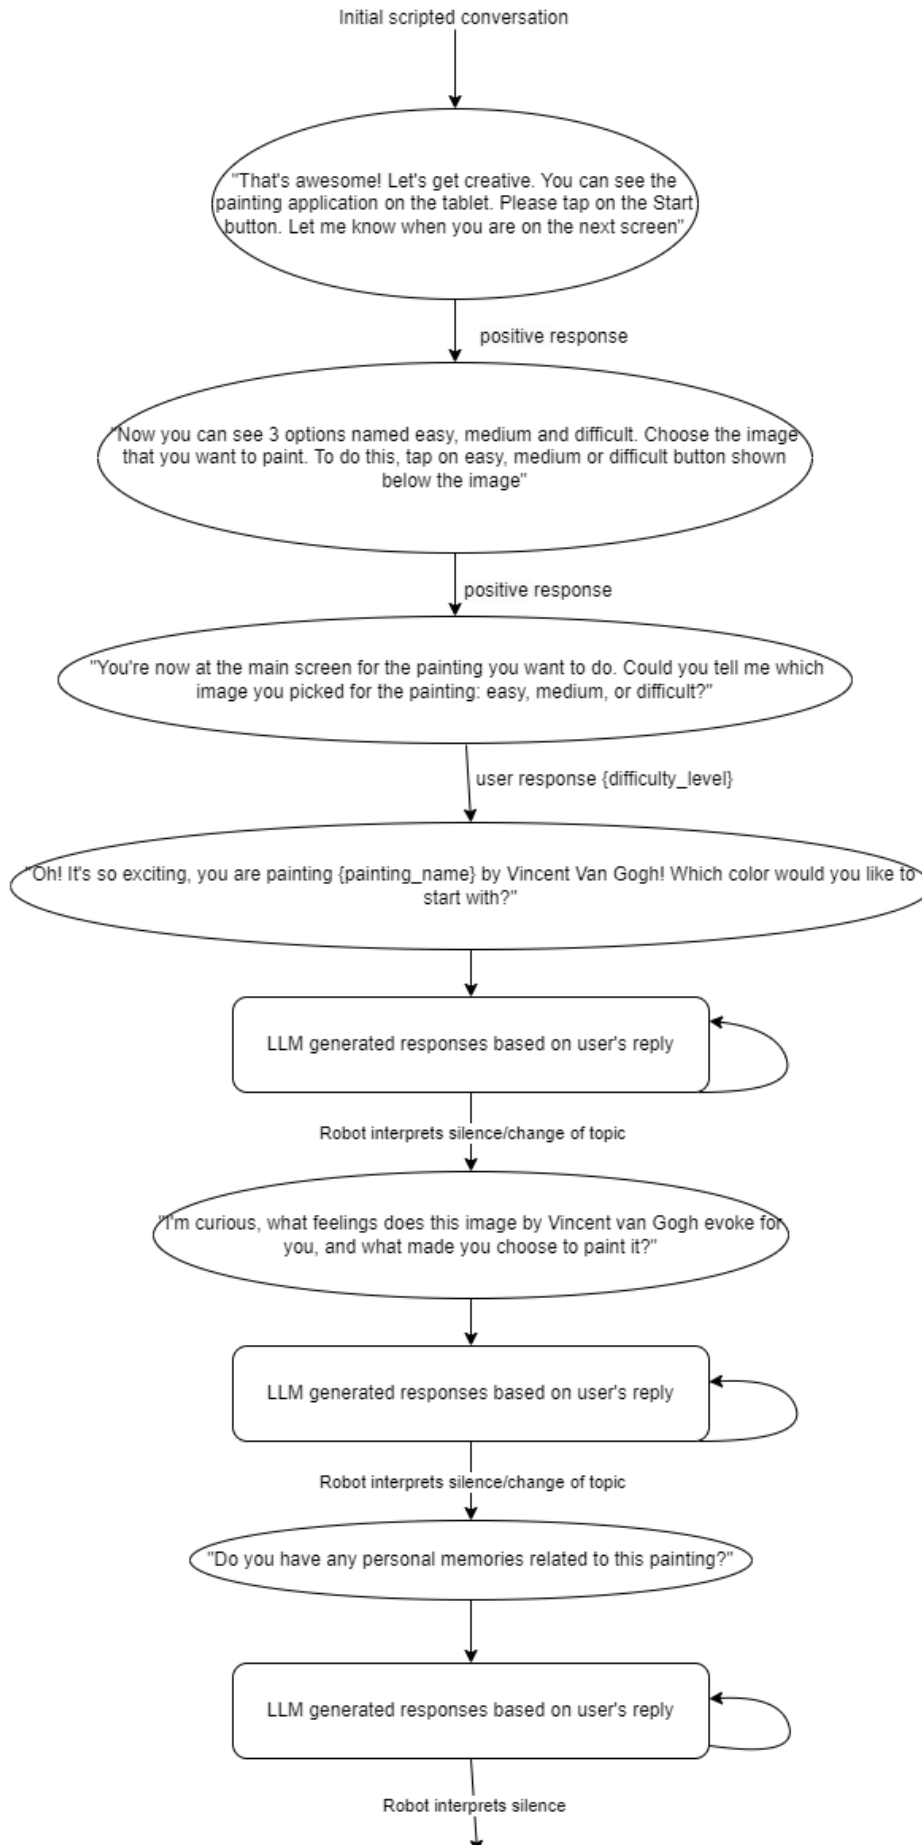 Initial scripted conversation
"That's awesome! Let's get creative. You can see the
painting application on the tablet. Please tap on the Start
button. Let me know when you are on the next screen"
positive response
"Now you can see 3 options named easy, medium and difficult. Choose the image
that you want to paint. To do this, tap on easy, medium or difficult button shown
below the image"
positive response
"You're now at the main screen for the painting you want to do. Could you tell me which
image you picked for the painting: easy, medium, or difficult?"
user response {difficulty_level}
"Oh! It's so exciting, you are painting {painting_name} by Vincent Van Gogh! Which color would you like to
start with?"
LLM generated responses based on user's reply
Robot interprets silence/change of topic
"I'm curious, what feelings does this image by Vincent van Gogh evoke for
you, and what made you choose to paint it?"
LLM generated responses based on user's reply
Robot interprets silence/change of topic
"Do you have any personal memories related to this painting?"
LLM generated responses based on user's reply
Robot interprets silence